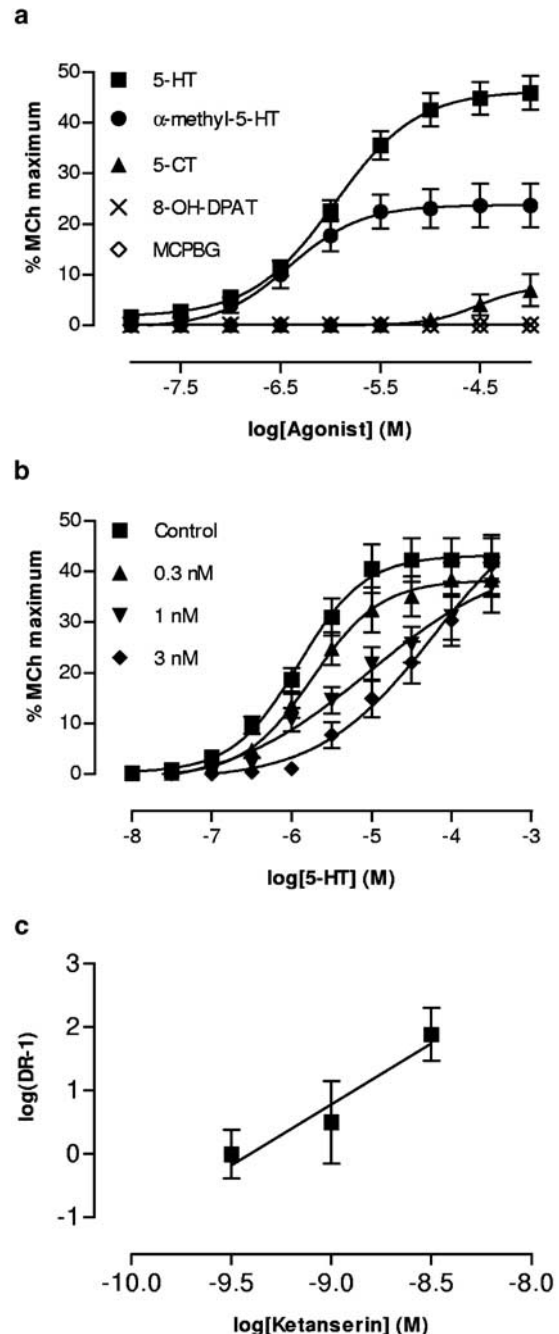 a
50
40
30
20
10
0
% MCh maximum
5-HT
α-methyl-5-HT
5-CT
8-OH-DPAT
MCPBG
-7.5 -6.5 -5.5 -4.5
log[Agonist] (M)
b
50
40
30
20
10
0
% MCh maximum
Control
0.3 nM
1 nM
3 nM
-8 -7 -6 -5 -4 -3
log[5-HT] (M)
c
3
2
1
0
-1
log(DR-1)
-10.0 -9.5 -9.0 -8.5 -8.0
log[Ketanserin] (M)